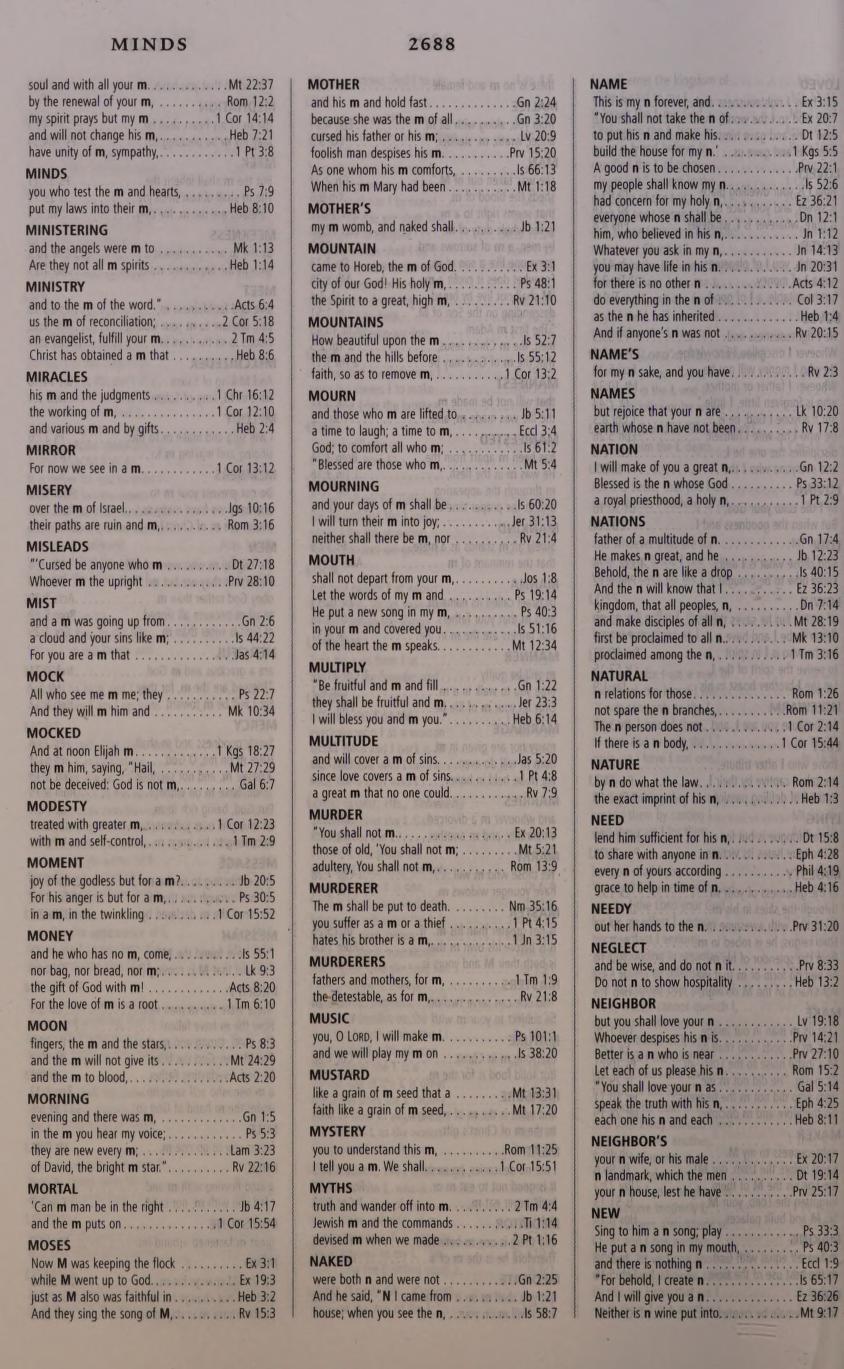 MINDS
2688
soul and with all your m. . . . . . . . . . . . . Mt 22:37
by the renewal of your m, . . . . . . . . . . Rom 12:2
my spirit prays but my m . . . . . . . . . . 1 Cor 14:14
and will not change his m, . . . . . . . . . . . Heb 7:21
have unity of m, sympathy, . . . . . . . . . . . . 1 Pt 3:8
MINDS
you who test the m and hearts, . . . . . . . . . Ps 7:9
put my laws into their m, . . . . . . . . . . . . Heb 8:10
MINISTERING
and the angels were m to . . . . . . . . . . . Mk 1:13
Are they not all m spirits . . . . . . . . . . . . Heb 1:14
MINISTRY
and to the m of the word." . . . . . . . . . . . Acts 6:4
us the m of reconciliation; . . . . . . . . . . 2 Cor 5:18
an evangelist, fulfill your m. . . . . . . . . . . . 2 Tm 4:5
Christ has obtained a m that . . . . . . . . . . Heb 8:6
MIRACLES
his m and the judgments . . . . . . . . . . 1 Chr 16:12
the working of m, . . . . . . . . . . . . . . . 1 Cor 12:10
and various m and by gifts. . . . . . . . . . . . Heb 2:4
MIRROR
For now we see in a m. . . . . . . . . . . . 1 Cor 13:12
MISERY
over the m of Israel. . . . . . . . . . . . . . . . . Jgs 10:16
their paths are ruin and m, . . . . . . . . . . Rom 3:16
MISLEADS
"'Cursed be anyone who m . . . . . . . . . . Dt 27:18
Whoever m the upright . . . . . . . . . . . . . Prv 28:10
MIST
and a m was going up from . . . . . . . . . . . . Gn 2:6
a cloud and your sins like m; . . . . . . . . . . Is 44:22
For you are a m that . . . . . . . . . . . . . . . Jas 4:14
MOCK
All who see me m me; they . . . . . . . . . . . Ps 22:7
And they will m him and . . . . . . . . . . . Mk 10:34
MOCKED
And at noon Elijah m. . . . . . . . . . . . . 1 Kgs 18:27
they m him, saying, "Hail, . . . . . . . . . . . Mt 27:29
not be deceived: God is not m, . . . . . . . . . Gal 6:7
MODESTY
treated with greater m, . . . . . . . . . . . 1 Cor 12:23
with m and self-control, . . . . . . . . . . . . . 1 Tm 2:9
MOMENT
joy of the godless but for a m? . . . . . . . . . Jb 20:5
For his anger is but for a m, . . . . . . . . . . . Ps 30:5
in a m, in the twinkling . . . . . . . . . . . 1 Cor 15:52
MONEY
and he who has no m, come, . . . . . . . . . . . Is 55:1
nor bag, nor bread, nor m; . . . . . . . . . . . . . Lk 9:3
the gift of God with m! . . . . . . . . . . . . . Acts 8:20
For the love of m is a root . . . . . . . . . . 1 Tm 6:10
MOON
fingers, the m and the stars, . . . . . . . . . . . . Ps 8:3
and the m will not give its . . . . . . . . . . . Mt 24:29
and the m to blood, . . . . . . . . . . . . . . . . Acts 2:20
MORNING
evening and there was m, . . . . . . . . . . . . . Gn 1:5
in the m you hear my voice; . . . . . . . . . . . . Ps 5:3
they are new every m; . . . . . . . . . . . . . . Lam 3:23
of David, the bright m star." . . . . . . . . . . Rv 22:16
MORTAL
'Can m man be in the right . . . . . . . . . . . Jb 4:17
and the m puts on . . . . . . . . . . . . . . . 1 Cor 15:54
MOSES
Now M was keeping the flock . . . . . . . . . . Ex 3:1
while M went up to God. . . . . . . . . . . . . . Ex 19:3
just as M also was faithful in . . . . . . . . . . Heb 3:2
And they sing the song of M, . . . . . . . . . . Rv 15:3
MOTHER
and his m and hold fast. . . . . . . . . . . . . . Gn 2:24
because she was the m of all . . . . . . . . . . Gn 3:20
cursed his father or his m; . . . . . . . . . . . . Lv 20:9
foolish man despises his m. . . . . . . . . . . Prv 15:20
As one whom his m comforts, . . . . . . . . . Is 66:13
When his m Mary had been . . . . . . . . . . . Mt 1:18
MOTHER'S
my m womb, and naked shall. . . . . . . . . . . Jb 1:21
MOUNTAIN
came to Horeb, the m of God. . . . . . . . . . . Ex 3:1
city of our God! His holy m, . . . . . . . . . . . Ps 48:1
the Spirit to a great, high m, . . . . . . . . . Rv 21:10
MOUNTAINS
How beautiful upon the m . . . . . . . . . . . . . Is 52:7
the m and the hills before . . . . . . . . . . . . Is 55:12
faith, so as to remove m, . . . . . . . . . . . 1 Cor 13:2
MOURN
and those who m are lifted to . . . . . . . . . . Jb 5:11
a time to laugh; a time to m, . . . . . . . . . . . Eccl 3:4
God; to comfort all who m; . . . . . . . . . . . . Is 61:2
"Blessed are those who m, . . . . . . . . . . . . . Mt 5:4
MOURNING
and your days of m shall be . . . . . . . . . . . Is 60:20
I will turn their m into joy; . . . . . . . . . . . Jer 31:13
neither shall there be m, nor . . . . . . . . . . Rv 21:4
MOUTH
shall not depart from your m, . . . . . . . . . . Jos 1:8
Let the words of my m and . . . . . . . . . . . Ps 19:14
He put a new song in my m, . . . . . . . . . . . Ps 40:3
in your m and covered you. . . . . . . . . . . . Is 51:16
of the heart the m speaks. . . . . . . . . . . . Mt 12:34
MULTIPLY
"Be fruitful and m and fill . . . . . . . . . . . . . Gn 1:22
they shall be fruitful and m, . . . . . . . . . . . Jer 23:3
I will bless you and m you." . . . . . . . . . . Heb 6:14
MULTITUDE
and will cover a m of sins. . . . . . . . . . . . . Jas 5:20
since love covers a m of sins. . . . . . . . . . . 1 Pt 4:8
a great m that no one could. . . . . . . . . . . . Rv 7:9
MURDER
"You shall not m. . . . . . . . . . . . . . . . . . . Ex 20:13
those of old, 'You shall not m; . . . . . . . . . Mt 5:21
adultery, You shall not m, . . . . . . . . . . . Rom 13:9
MURDERER
The m shall be put to death. . . . . . . . . Nm 35:16
you suffer as a m or a thief . . . . . . . . . . . 1 Pt 4:15
hates his brother is a m, . . . . . . . . . . . . . 1 Jn 3:15
MURDERERS
fathers and mothers, for m, . . . . . . . . . . 1 Tm 1:9
the detestable, as for m, . . . . . . . . . . . . . . Rv 21:8
MUSIC
you, O LORD, I will make m. . . . . . . . . . . Ps 101:1
and we will play my m on . . . . . . . . . . . . Is 38:20
MUSTARD
like a grain of m seed that a . . . . . . . . . Mt 13:31
faith like a grain of m seed, . . . . . . . . . . Mt 17:20
MYSTERY
you to understand this m, . . . . . . . . . . Rom 11:25
I tell you a m. We shall. . . . . . . . . . . . 1 Cor 15:51
MYTHS
truth and wander off into m. . . . . . . . . . 2 Tm 4:4
Jewish m and the commands . . . . . . . . . . Ti 1:14
devised m when we made . . . . . . . . . . . 2 Pt 1:16
NAKED
were both n and were not . . . . . . . . . . . . Gn 2:25
And he said, "N I came from . . . . . . . . . . Jb 1:21
house; when you see the n, . . . . . . . . . . . . Is 58:7
NAME
This is my n forever, and. . . . . . . . . . . . . . Ex 3:15
"You shall not take the n of . . . . . . . . . . . Ex 20:7
to put his n and make his. . . . . . . . . . . . . Dt 12:5
build the house for my n.' . . . . . . . . . . 1 Kgs 5:5
A good n is to be chosen . . . . . . . . . . . . Prv 22:1
my people shall know my n. . . . . . . . . . . . Is 52:6
had concern for my holy n, . . . . . . . . . . . Ez 36:21
everyone whose n shall be . . . . . . . . . . . . Dn 12:1
him, who believed in his n, . . . . . . . . . . . . Jn 1:12
Whatever you ask in my n, . . . . . . . . . . . Jn 14:13
you may have life in his n. . . . . . . . . . . . Jn 20:31
for there is no other n . . . . . . . . . . . . . . Acts 4:12
do everything in the n of . . . . . . . . . . . . Col 3:17
as the n he has inherited . . . . . . . . . . . . . Heb 1:4
And if anyone's n was not . . . . . . . . . . . Rv 20:15
NAME'S
for my n sake, and you have. . . . . . . . . . . . Rv 2:3
NAMES
but rejoice that your n are . . . . . . . . . . . Lk 10:20
earth whose n have not been . . . . . . . . . . Rv 17:8
NATION
I will make of you a great n, . . . . . . . . . . . Gn 12:2
Blessed is the n whose God . . . . . . . . . . Ps 33:12
a royal priesthood, a holy n, . . . . . . . . . . . 1 Pt 2:9
NATIONS
father of a multitude of n. . . . . . . . . . . . . Gn 17:4
He makes n great, and he . . . . . . . . . . . . Jb 12:23
Behold, the n are like a drop . . . . . . . . . . Is 40:15
And the n will know that I . . . . . . . . . . . Ez 36:23
kingdom, that all peoples, n, . . . . . . . . . . Dn 7:14
and make disciples of all n, . . . . . . . . . . Mt 28:19
first be proclaimed to all n. . . . . . . . . . . Mk 13:10
proclaimed among the n, . . . . . . . . . . . . 1 Tm 3:16
NATURAL
n relations for those. . . . . . . . . . . . . . . . Rom 1:26
not spare the n branches, . . . . . . . . . . . Rom 11:21
The n person does not . . . . . . . . . . . . . 1 Cor 2:14
If there is a n body, . . . . . . . . . . . . . . . 1 Cor 15:44
NATURE
by n do what the law. . . . . . . . . . . . . . . Rom 2:14
the exact imprint of his n, . . . . . . . . . . . . . Heb 1:3
NEED
lend him sufficient for his n, . . . . . . . . . . . Dt 15:8
to share with anyone in n. . . . . . . . . . . . Eph 4:28
every n of yours according . . . . . . . . . . . Phil 4:19
grace to help in time of n. . . . . . . . . . . . . Heb 4:16
NEEDY
out her hands to the n. . . . . . . . . . . . . . . Prv 31:20
NEGLECT
and be wise, and do not n it. . . . . . . . . . . Prv 8:33
Do not n to show hospitality . . . . . . . . . Heb 13:2
NEIGHBOR
but you shall love your n . . . . . . . . . . . . Lv 19:18
Whoever despises his n is. . . . . . . . . . . . Prv 14:21
Better is a n who is near . . . . . . . . . . . . Prv 27:10
Let each of us please his n . . . . . . . . . . . Rom 15:2
"You shall love your n as . . . . . . . . . . . . . Gal 5:14
speak the truth with his n, . . . . . . . . . . . Eph 4:25
each one his n and each . . . . . . . . . . . . . Heb 8:11
NEIGHBOR'S
your n wife, or his male . . . . . . . . . . . . . Ex 20:17
n landmark, which the men . . . . . . . . . . . Dt 19:14
your n house, lest he have . . . . . . . . . . . Prv 25:17
NEW
Sing to him a n song; play . . . . . . . . . . . . . Ps 33:3
He put a n song in my mouth, . . . . . . . . . Ps 40:3
and there is nothing n . . . . . . . . . . . . . . Eccl 1:9
"For behold, I create n . . . . . . . . . . . . . . . Is 65:17
And I will give you a n. . . . . . . . . . . . . . . Ez 36:26
Neither is n wine put into. . . . . . . . . . . . . Mt 9:17